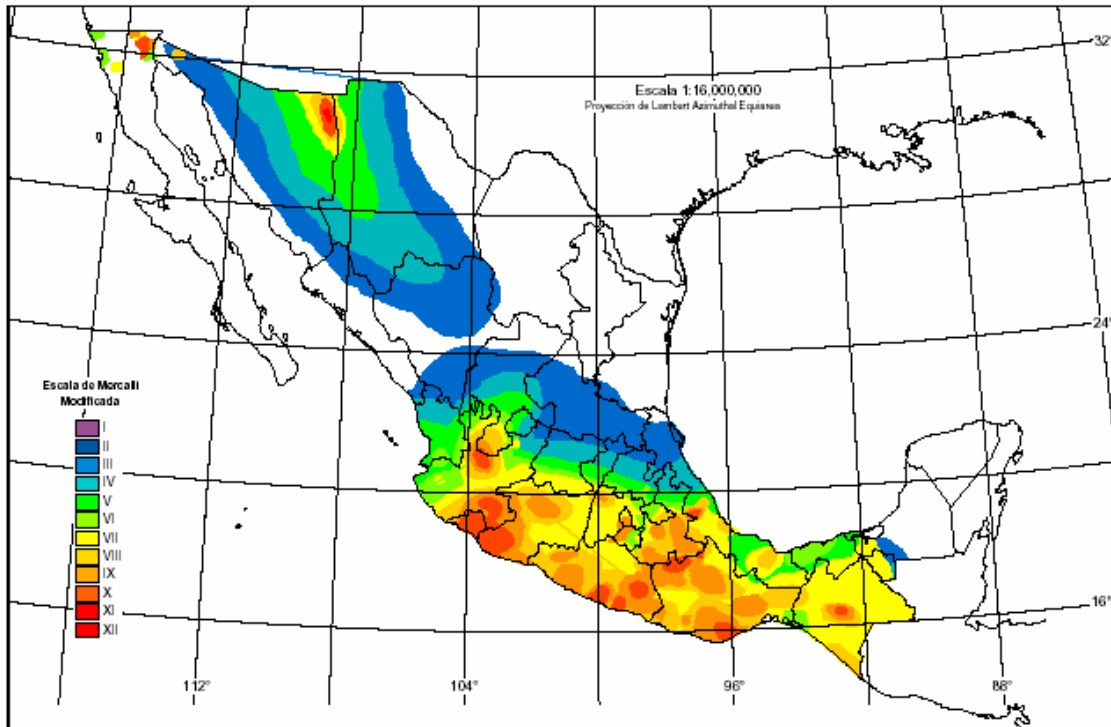 32°
Escala 1:16,000,000
Proyección de Lambert Azimuthal Equiarea
24°
Escala de Mercalli
Modificada
I
II
III
IV
V
VI
VII
VIII
IX
X
XI
XII
16°
112°
104°
96°
88°